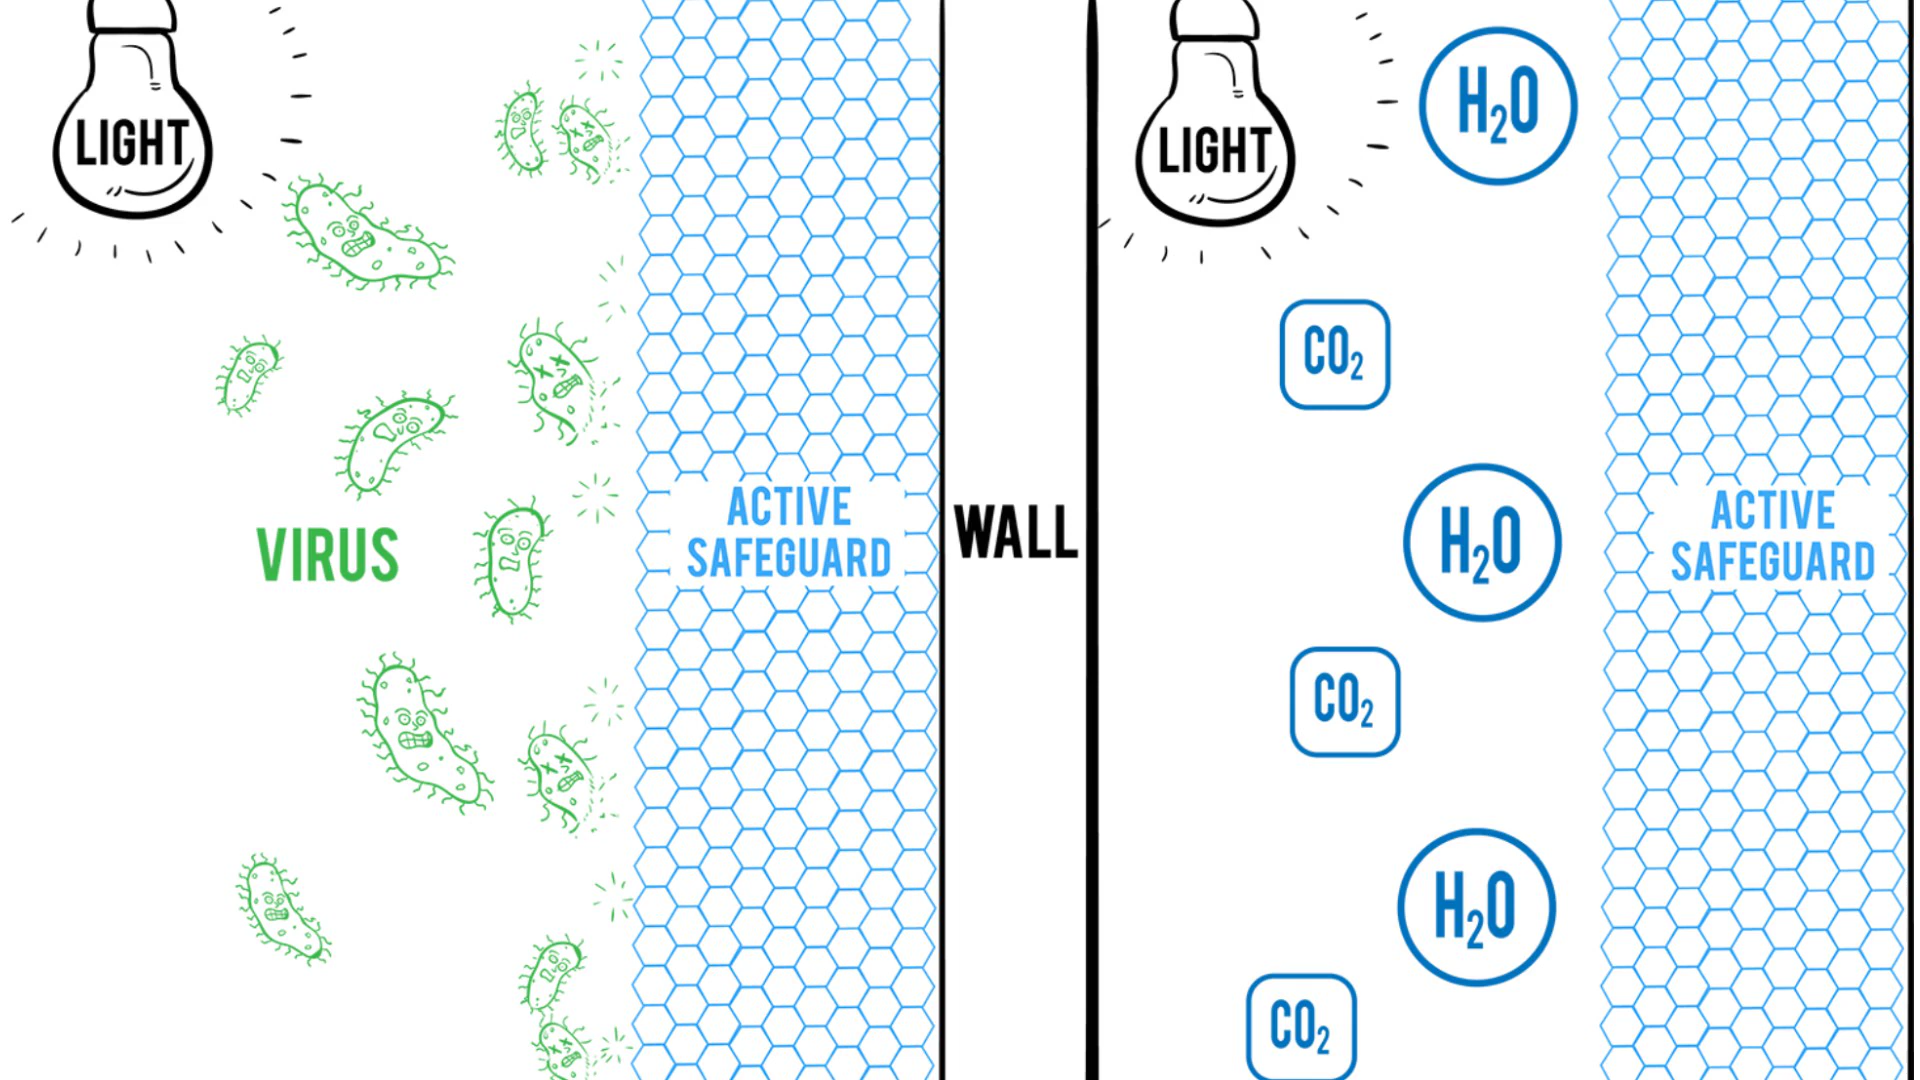 LIGHT
VIRUS
ACTIVE
SAFEGUARD
WALL
LIGHT
H₂O
CO₂
H₂O
ACTIVE
SAFEGUARD
CO₂
H₂O
CO₂